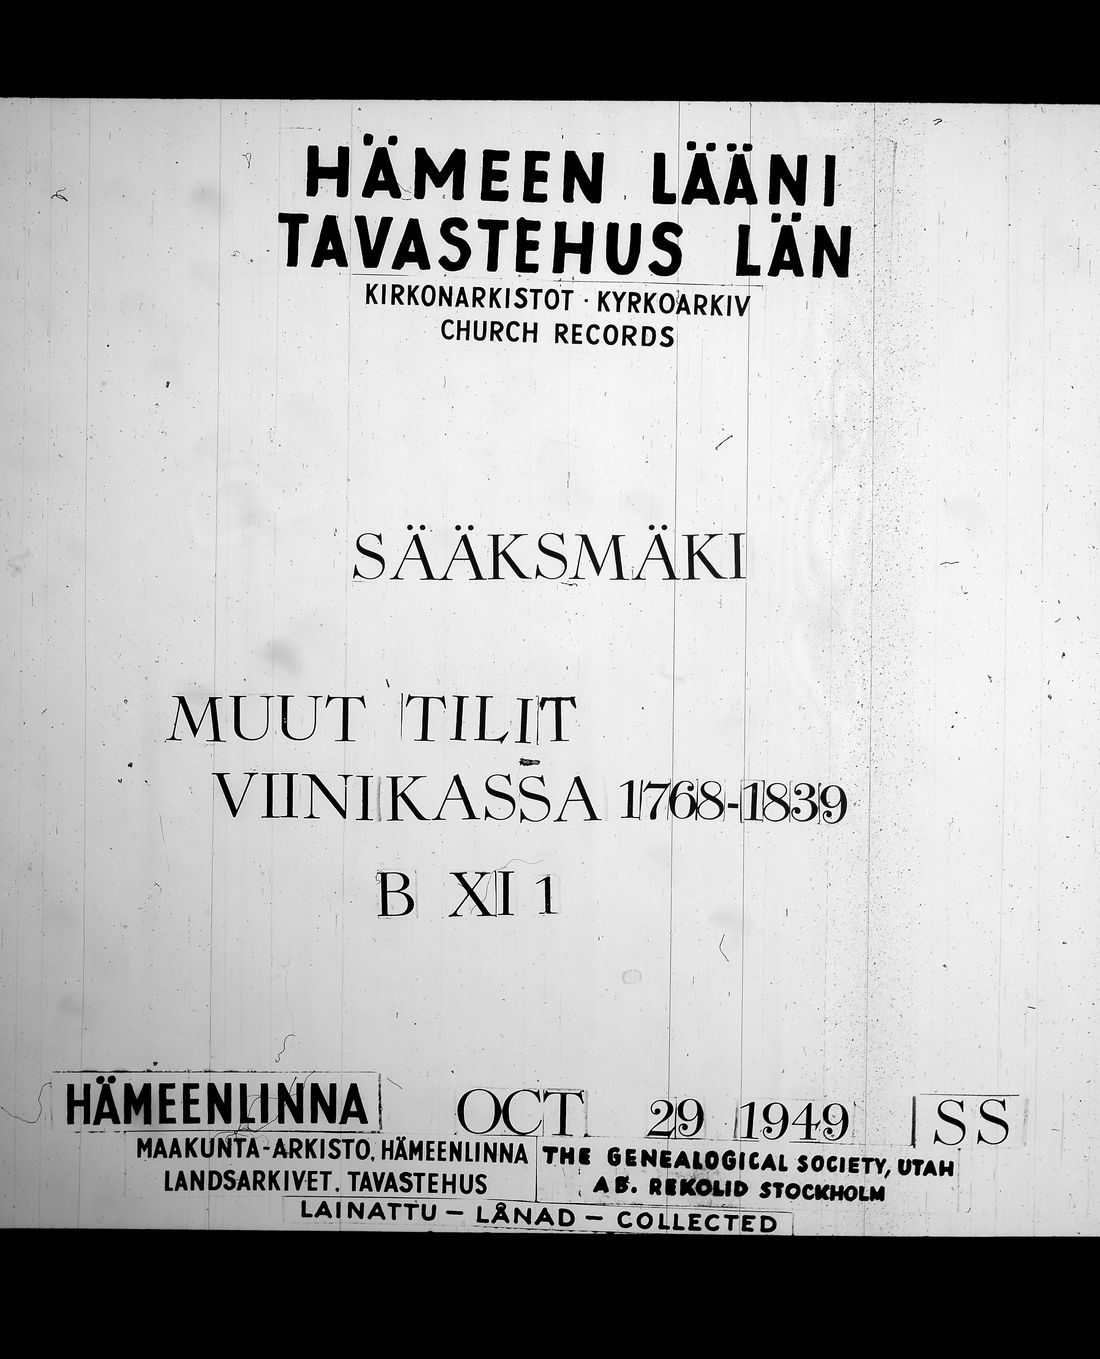 HÄMEEN LÄÄNI
TAVASTEHUS LÄN
KIRKONARKISTOT · KYRKOARKIV
CHURCH RECORDS
SÄÄKSMÄKI
MUUT TILIT
VIINIKASSA 1768-1839
B XI 1
HÄMEENLINNA OCT. 29 1949 SS
MAAKUNTA-ARKISTO, HÄMEENLINNA
LANDSARKIVET, TAVASTEHUS
THE GENEALOGICAL SOCIETY, UTAH
AB. REKOLID STOCKHOLM
LAINATTU – LÅNAD – COLLECTED